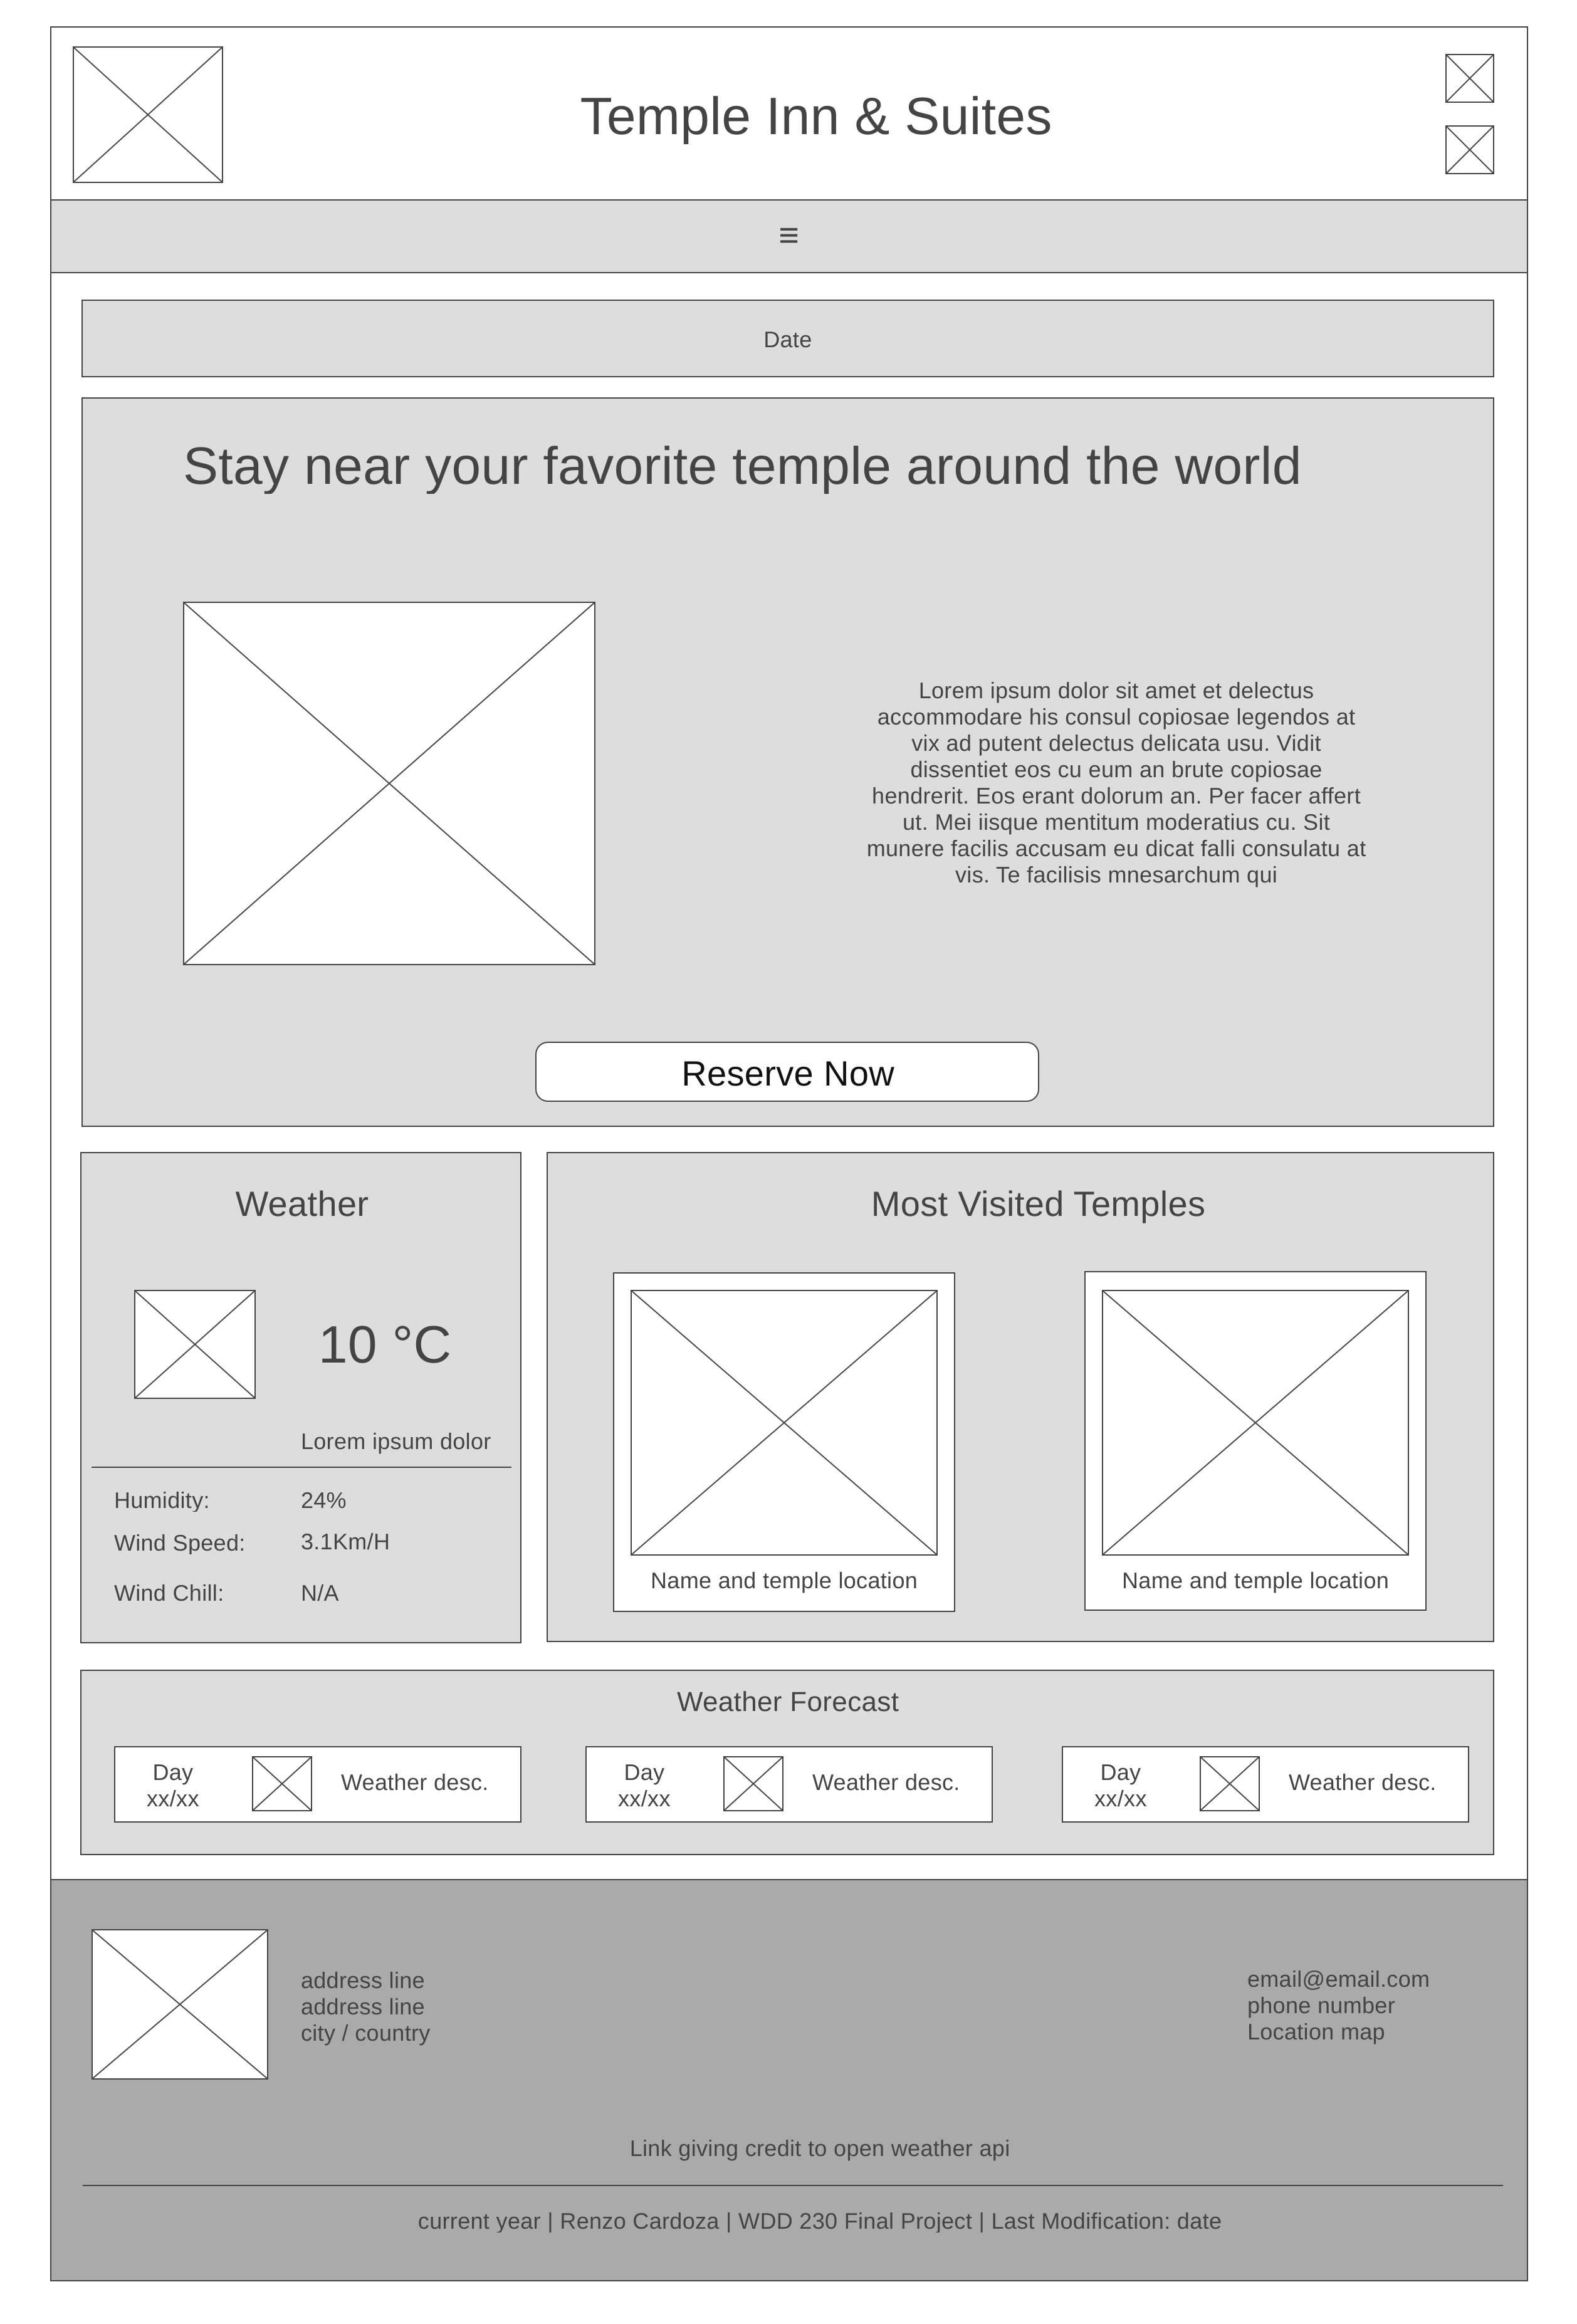 Temple Inn & Suites
≡
Date
Stay near your favorite temple around the world
Lorem ipsum dolor sit amet et delectus
accommodare his consul copiosae legendos at
vix ad putent delectus delicata usu. Vidit
dissentiet eos cu eum an brute copiosae
hendrerit. Eos erant dolorum an. Per facer affert
ut. Mei iisque mentitum moderatius cu. Sit
munere facilis accusam eu dicat falli consulatu at
vis. Te facilisis mnesarchum qui
Reserve Now
Weather
10 °C
Lorem ipsum dolor
Humidity: 24%
Wind Speed: 3.1Km/H
Wind Chill: N/A
Most Visited Temples
Name and temple location
Name and temple location
Weather Forecast
Day
xx/xx
Weather desc.
Day
xx/xx
Weather desc.
Day
xx/xx
Weather desc.
address line
address line
city / country
email@email.com
phone number
Location map
Link giving credit to open weather api
current year | Renzo Cardoza | WDD 230 Final Project | Last Modification: date